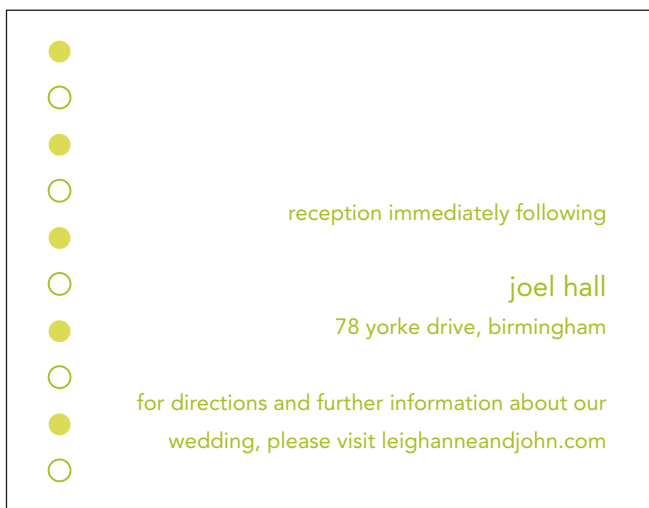 reception immediately following
joel hall
78 yorke drive, birmingham
for directions and further information about our
wedding, please visit leighanneandjohn.com